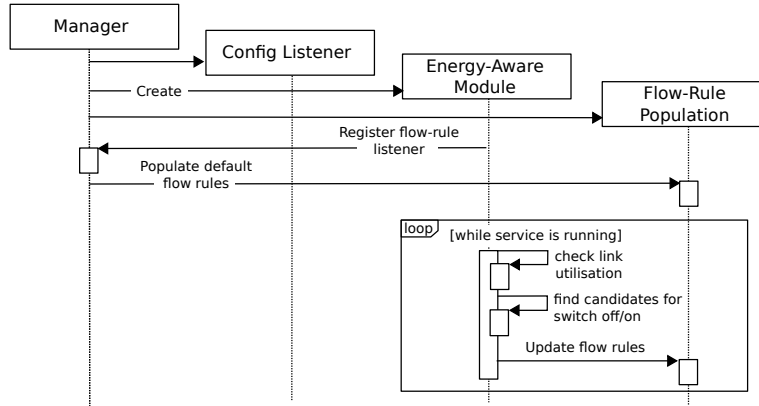 Manager
Config Listener
Energy-Aware
Module
Flow-Rule
Population
Create
Register flow-rule
listener
Populate default
flow rules
loop
[while service is running]
check link
utilisation
find candidates for
switch off/on
Update flow rules